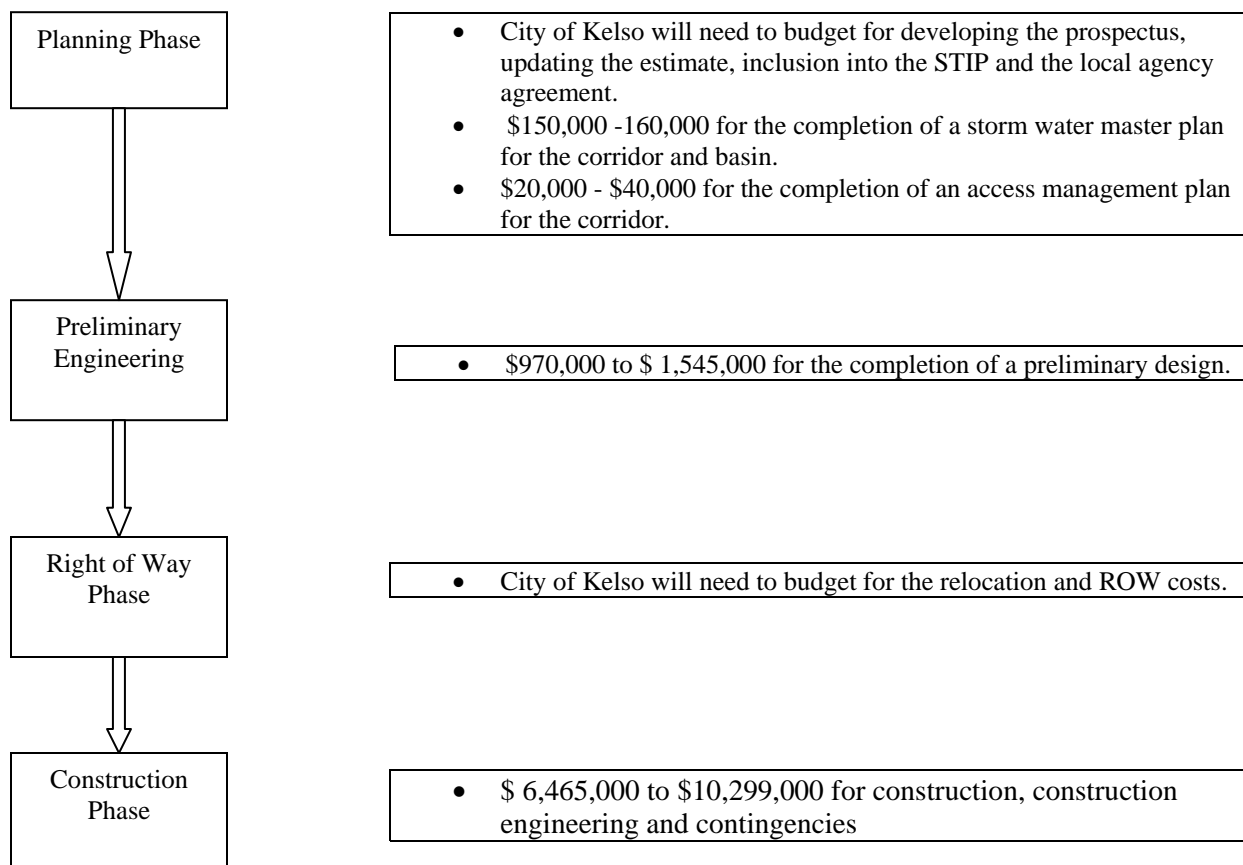 Planning Phase
• City of Kelso will need to budget for developing the prospectus,
updating the estimate, inclusion into the STIP and the local agency
agreement.
• $150,000 -160,000 for the completion of a storm water master plan
for the corridor and basin.
• $20,000 - $40,000 for the completion of an access management plan
for the corridor.
Preliminary
Engineering
• $970,000 to $ 1,545,000 for the completion of a preliminary design.
Right of Way
Phase
• City of Kelso will need to budget for the relocation and ROW costs.
Construction
Phase
• $ 6,465,000 to $10,299,000 for construction, construction
engineering and contingencies